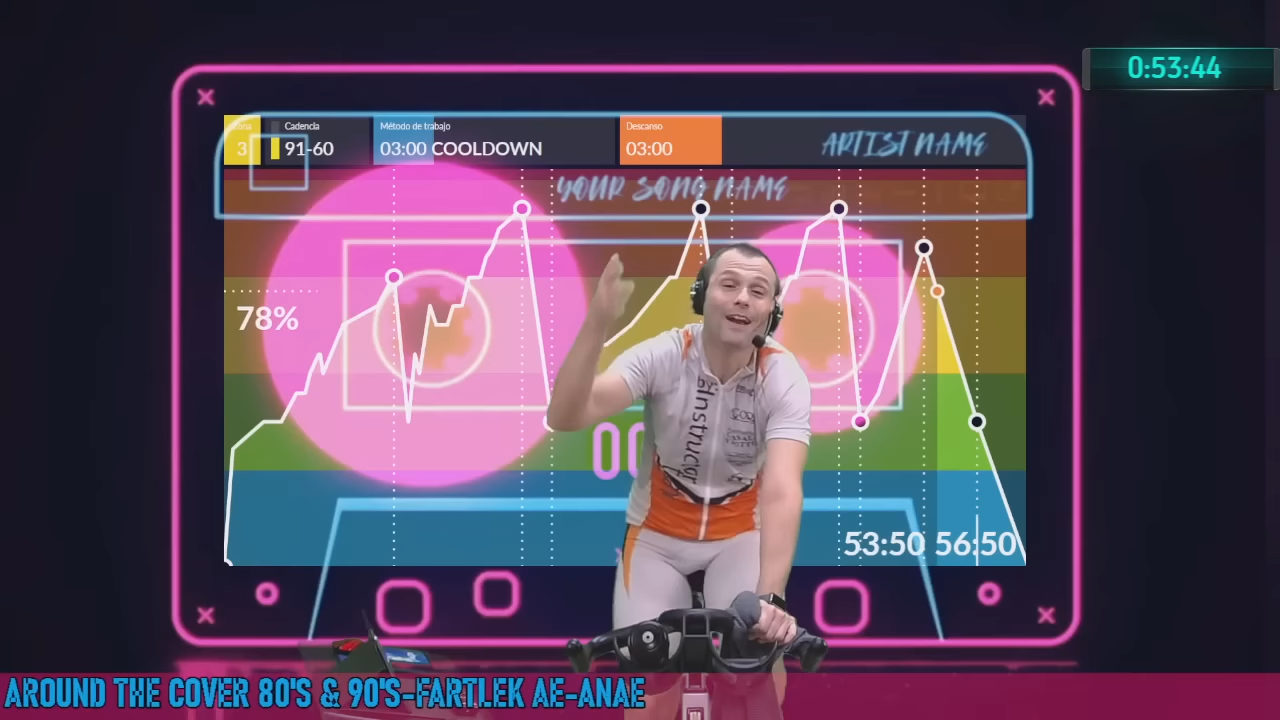 0:53:44
Zona
3
Cadencia
91-60
Método de trabajo
03:00 COOLDOWN
Descanso
03:00
ARTIST NAME
YOUR SONG NAME
78%
Instructor
53:50 56:50
AROUND THE COVER 80'S & 90'S-FARTLEK AE-ANAE